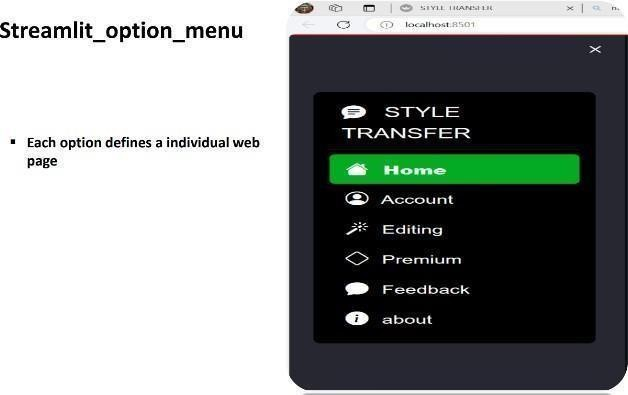 Streamlit_option_menu
▪ Each option defines a individual web
page
STYLE TRANSFER
localhost:8501
STYLE
TRANSFER
Home
Account
Editing
Premium
Feedback
about